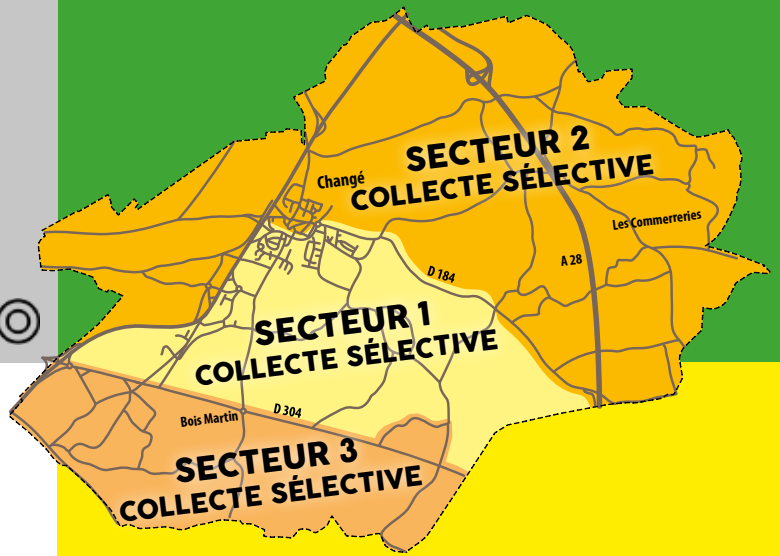 SECTEUR 2
COLLECTE SÉLECTIVE
Changé
Les Commerreries
A 28
D 184
SECTEUR 1
COLLECTE SÉLECTIVE
D 304
Bois Martin
SECTEUR 3
COLLECTE SÉLECTIVE